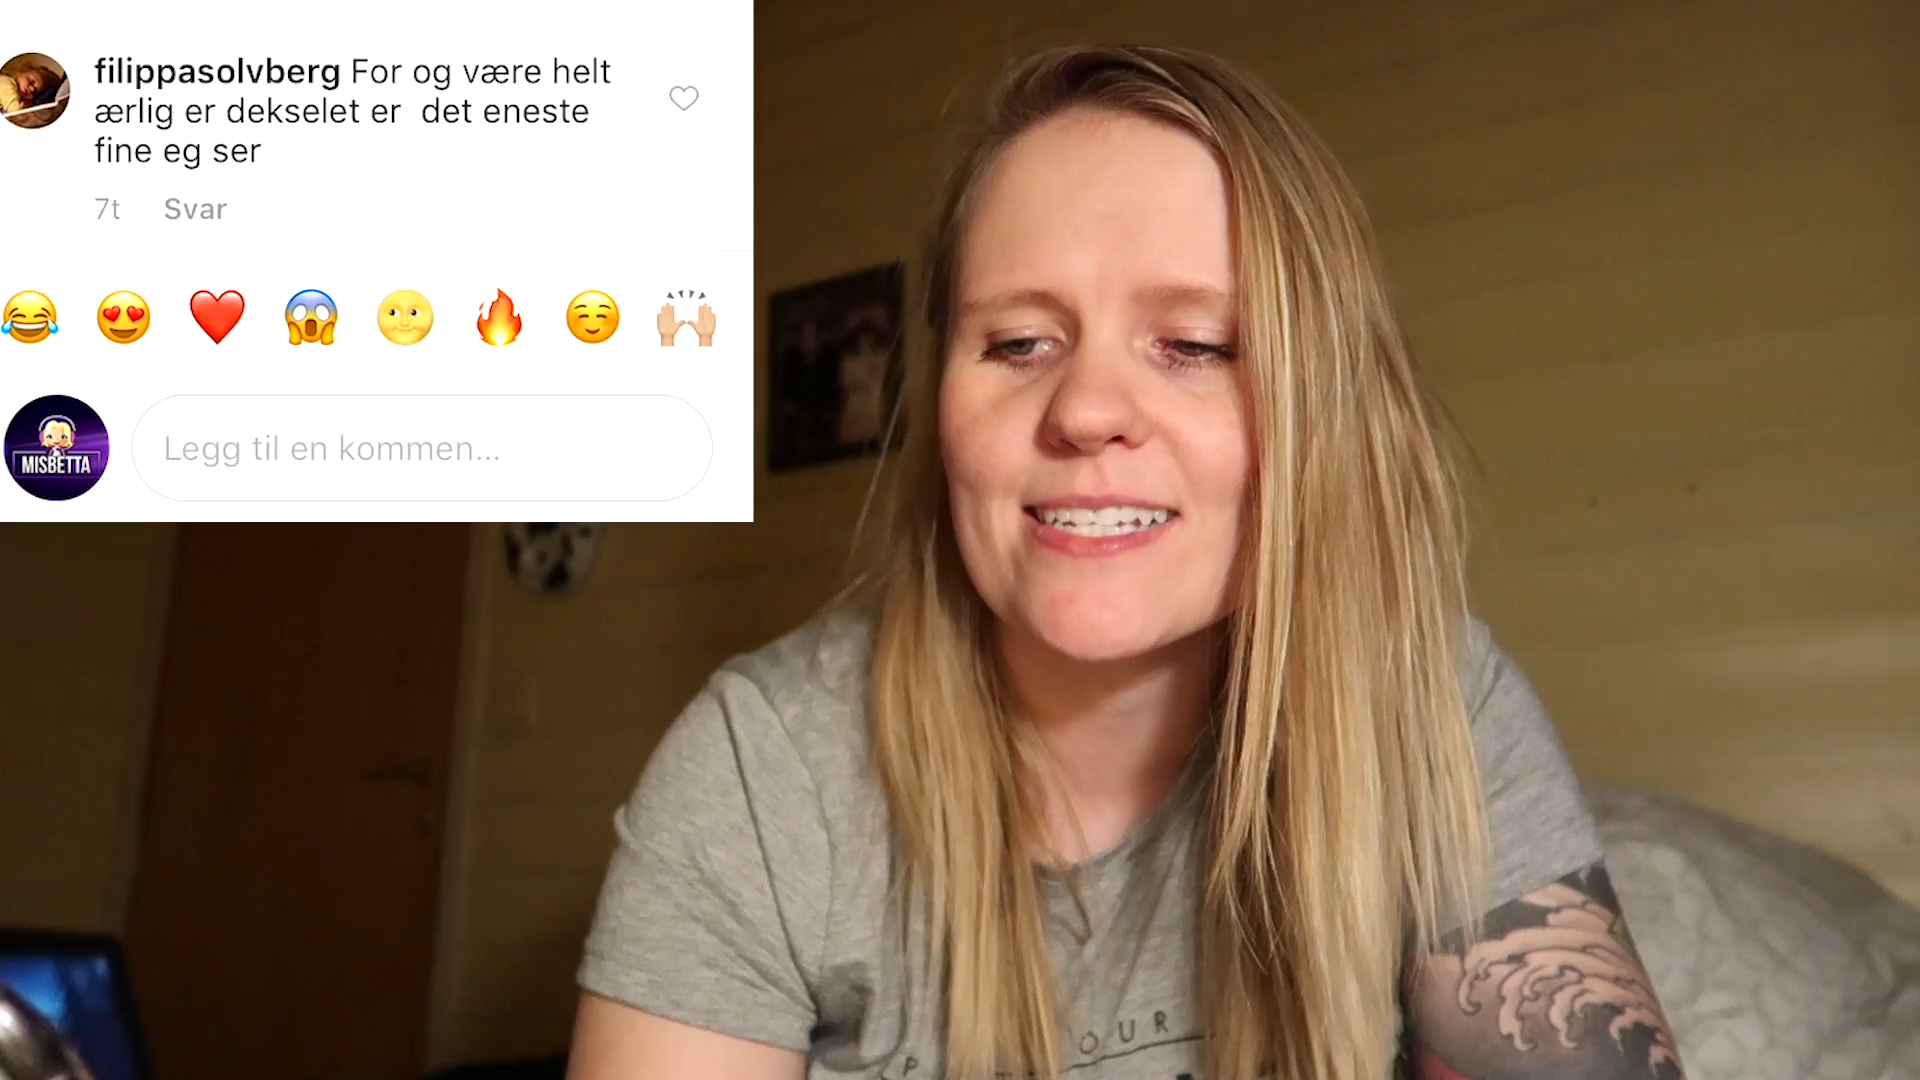 filippasolvberg For og være helt
ærlig er dekselet er det eneste
fine eg ser
7t Svar
MISBETTA
Legg til en kommen...
OUR